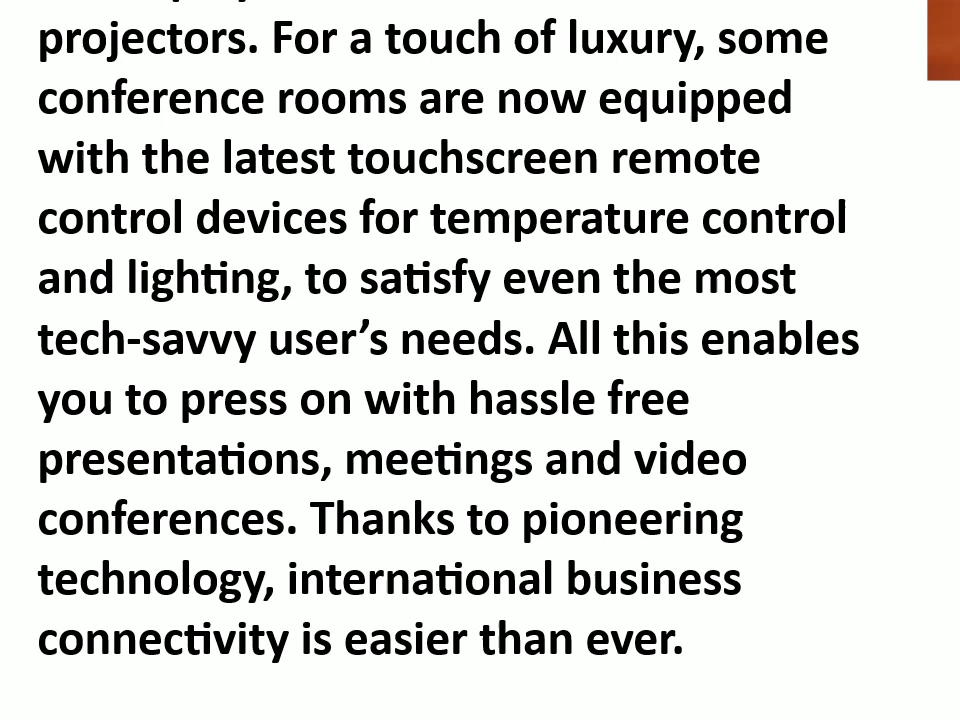 projectors. For a touch of luxury, some
conference rooms are now equipped
with the latest touchscreen remote
control devices for temperature control
and lighting, to satisfy even the most
tech-savvy user’s needs. All this enables
you to press on with hassle free
presentations, meetings and video
conferences. Thanks to pioneering
technology, international business
connectivity is easier than ever.